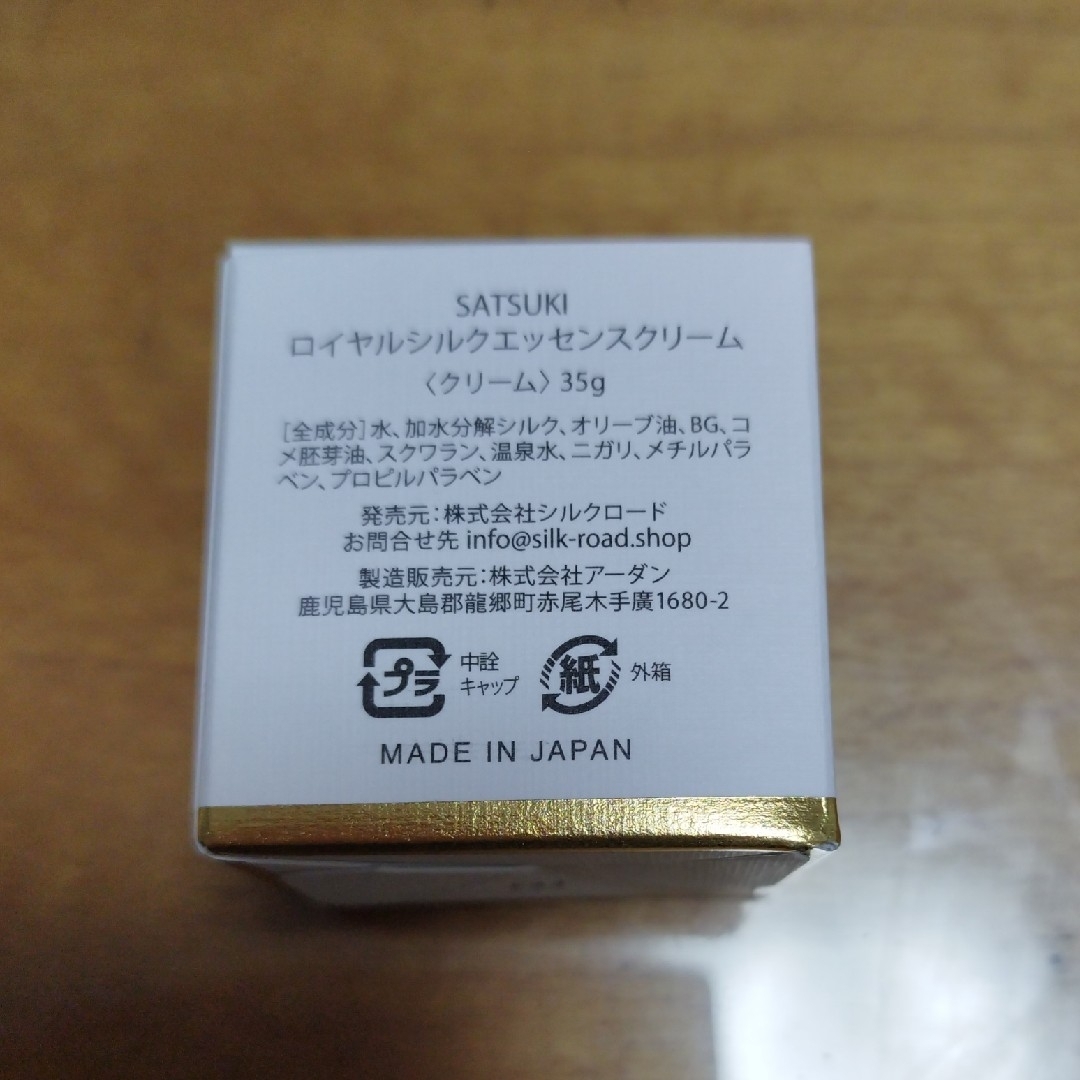 SATSUKI
ロイヤルシルクエッセンスクリーム
〈クリーム〉35g
[全成分]水、加水分解シルク、オリーブ油、BG、コ
メ胚芽油、スクワラン、温泉水、ニガリ、メチルパラ
ベン、プロピルパラベン
発売元:株式会社シルクロード
お問合せ先 info@silk-road.shop
製造販売元:株式会社アーダン
鹿児島県大島郡龍郷町赤尾木手廣1680-2
プラ 中詮 キャップ 紙 外箱
MADE IN JAPAN